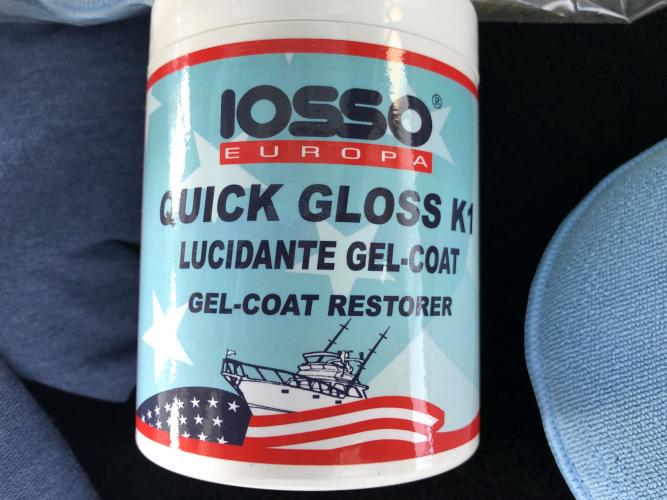 IOSSO®
EUROPA
QUICK GLOSS K1
LUCIDANTE GEL-COAT
GEL-COAT RESTORER